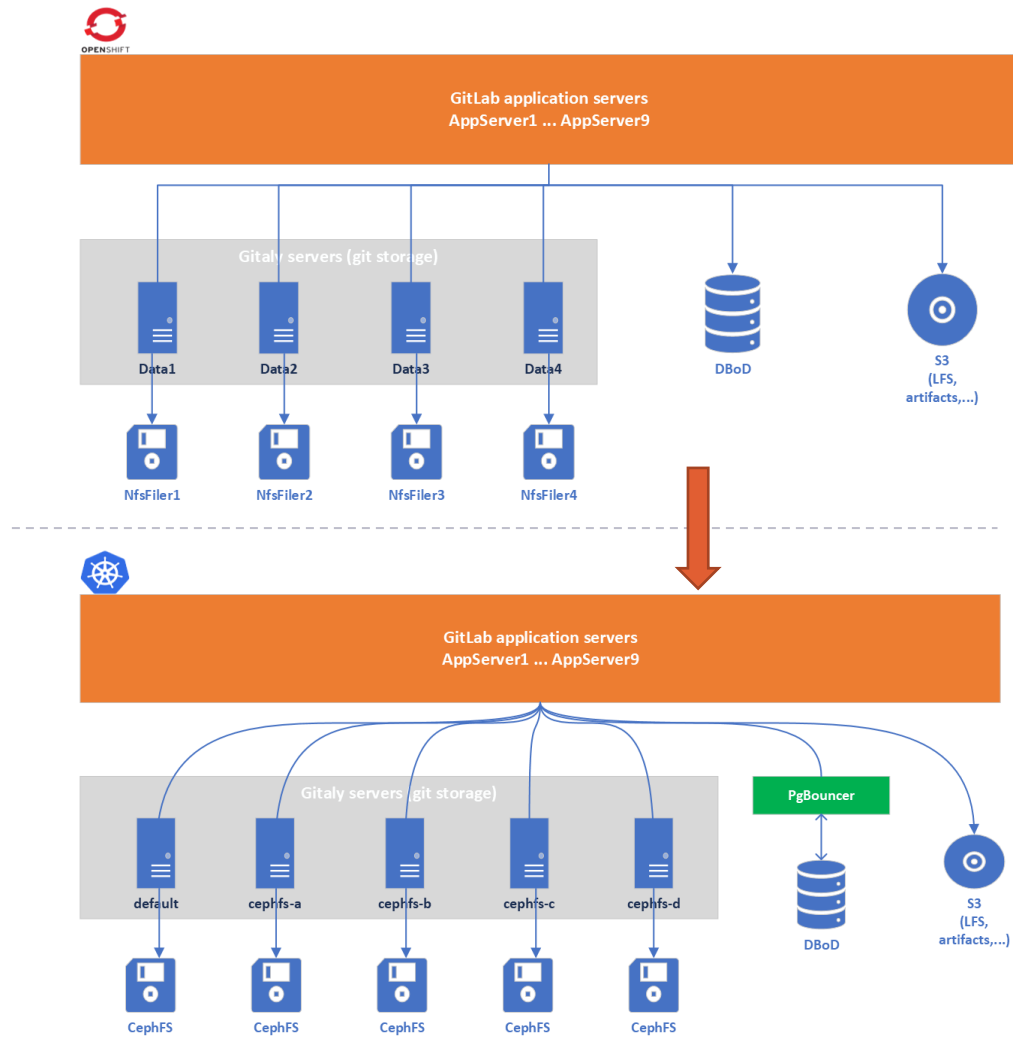 OPENSHIFT
GitLab application servers
AppServer1 ... AppServer9
Gitaly servers (git storage)
Data1
Data2
Data3
Data4
DBoD
S3
(LFS,
artifacts,...)
NfsFiler1
NfsFiler2
NfsFiler3
NfsFiler4
GitLab application servers
AppServer1 ... AppServer9
Gitaly servers (git storage)
PgBouncer
default
cephfs-a
cephfs-b
cephfs-c
cephfs-d
DBoD
S3
(LFS,
artifacts,...)
CephFS
CephFS
CephFS
CephFS
CephFS